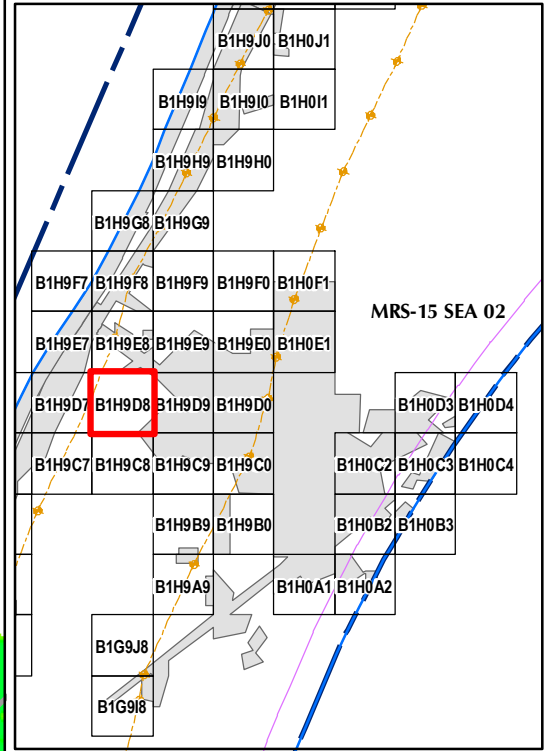 B1H9J0 B1H0J1
B1H9I9 B1H9I0 B1H0I1
B1H9H9 B1H9H0
B1H9G8 B1H9G9
B1H9F7 B1H9F8 B1H9F9 B1H9F0 B1H0F1
MRS-15 SEA 02
B1H9E7 B1H9E8 B1H9E9 B1H9E0 B1H0E1
B1H9D7 B1H9D8 B1H9D9 B1H9D0 B1H0D3 B1H0D4
B1H9C7 B1H9C8 B1H9C9 B1H9C0 B1H0C2 B1H0C3 B1H0C4
B1H9B9 B1H9B0 B1H0B2 B1H0B3
B1H9A9 B1H0A1 B1H0A2
B1G9J8
B1G9I8